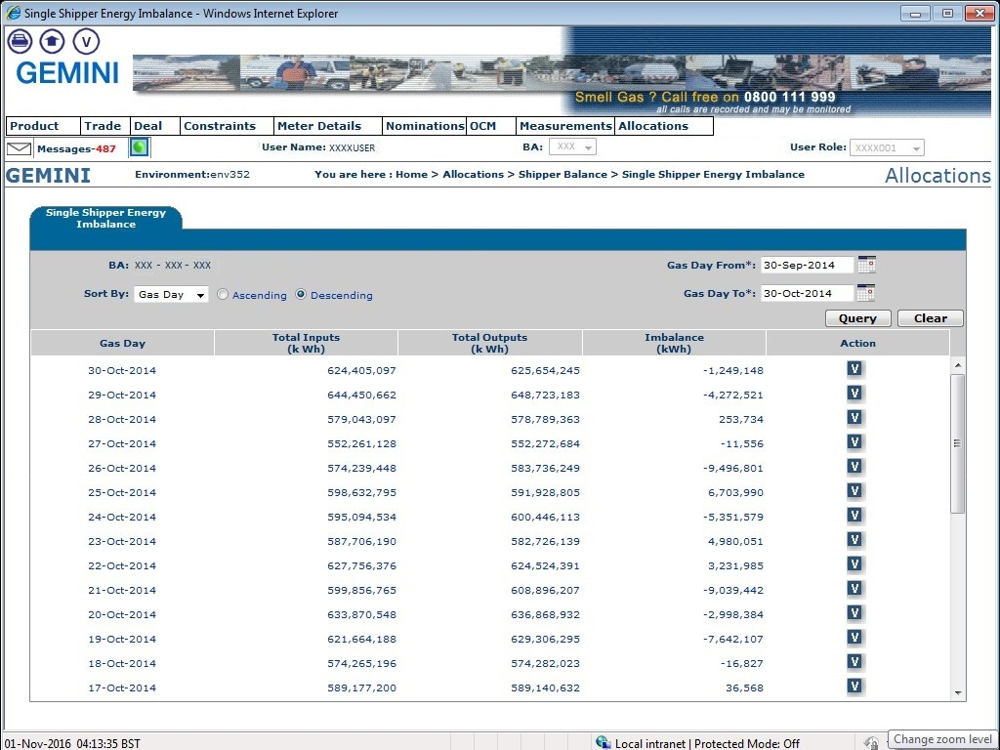 Single Shipper Energy Imbalance - Windows Internet Explorer
V
GEMINI
Smell Gas ? Call free on 0800 111 999
all calls are recorded and may be monitored
Product Trade Deal Constraints Meter Details Nominations OCM Measurements Allocations
Messages-487 User Name: XXXXUSER BA: XXX User Role: XXXX001
GEMINI Environment:env352 You are here : Home > Allocations > Shipper Balance > Single Shipper Energy Imbalance Allocations
Single Shipper Energy
Imbalance
BA: XXX - XXX - XXX Gas Day From*: 30-Sep-2014
Sort By: Gas Day Ascending Descending Gas Day To*: 30-Oct-2014
Query Clear
Gas Day Total Inputs (k Wh) Total Outputs (k Wh) Imbalance (kWh) Action
30-Oct-2014 624,405,097 625,654,245 -1,249,148 V
29-Oct-2014 644,450,662 648,723,183 -4,272,521 V
28-Oct-2014 579,043,097 578,789,363 253,734 V
27-Oct-2014 552,261,128 552,272,684 -11,556 V
26-Oct-2014 574,239,448 583,736,249 -9,496,801 V
25-Oct-2014 598,632,795 591,928,805 6,703,990 V
24-Oct-2014 595,094,534 600,446,113 -5,351,579 V
23-Oct-2014 587,706,190 582,726,139 4,980,051 V
22-Oct-2014 627,756,376 624,524,391 3,231,985 V
21-Oct-2014 599,856,765 608,896,207 -9,039,442 V
20-Oct-2014 633,870,548 636,868,932 -2,998,384 V
19-Oct-2014 621,664,188 629,306,295 -7,642,107 V
18-Oct-2014 574,265,196 574,282,023 -16,827 V
17-Oct-2014 589,177,200 589,140,632 36,568 V
01-Nov-2016 04:13:35 BST Local intranet | Protected Mode: Off Change zoom level